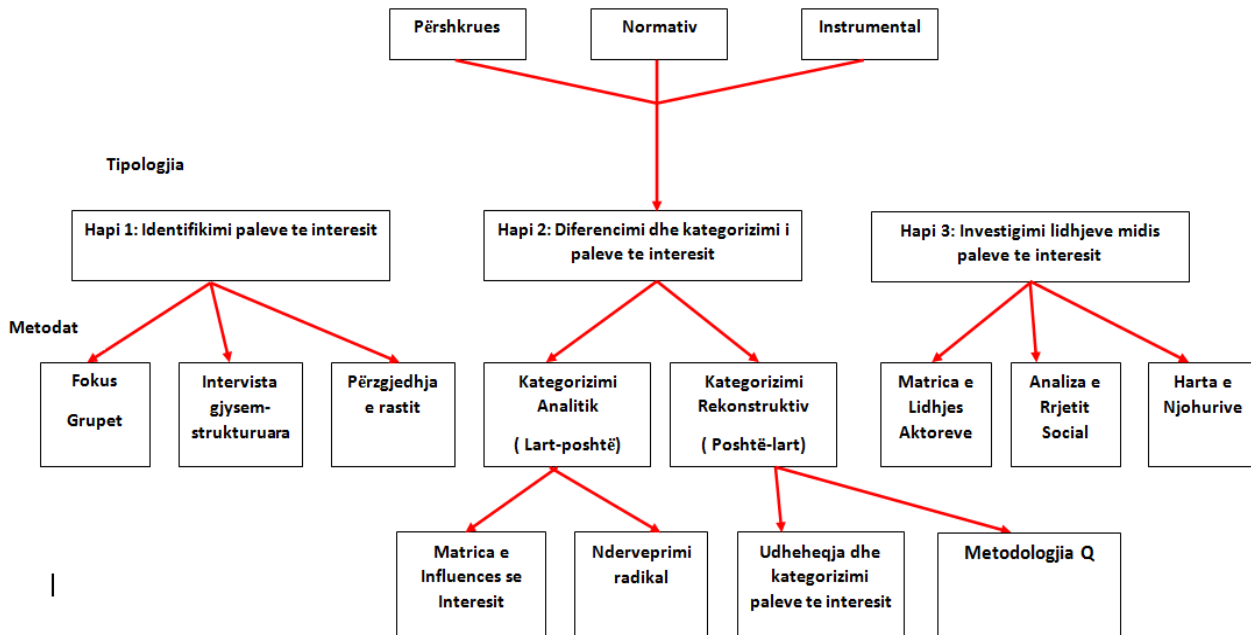 Përshkrues
Normativ
Instrumental
Tipologjia
Hapi 1: Identifikimi paleve te interesit
Hapi 2: Diferencimi dhe kategorizimi i
paleve te interesit
Hapi 3: Investigimi lidhjeve midis
paleve te interesit
Metodat
Fokus
Grupet
Intervista
gjysem-
strukturuara
Përzgjedhja
e rastit
Kategorizimi
Analitik
( Lart-poshtë)
Kategorizimi
Rekonstruktiv
( Poshtë-lart)
Matrica e
Lidhjes
Aktoreve
Analiza e
Rrjetit
Social
Harta e
Njohurive
Matrica e
Influences se
Interesit
Nderveprimi
radikal
Udheheqja dhe
kategorizimi
paleve te interesit
Metodologjia Q